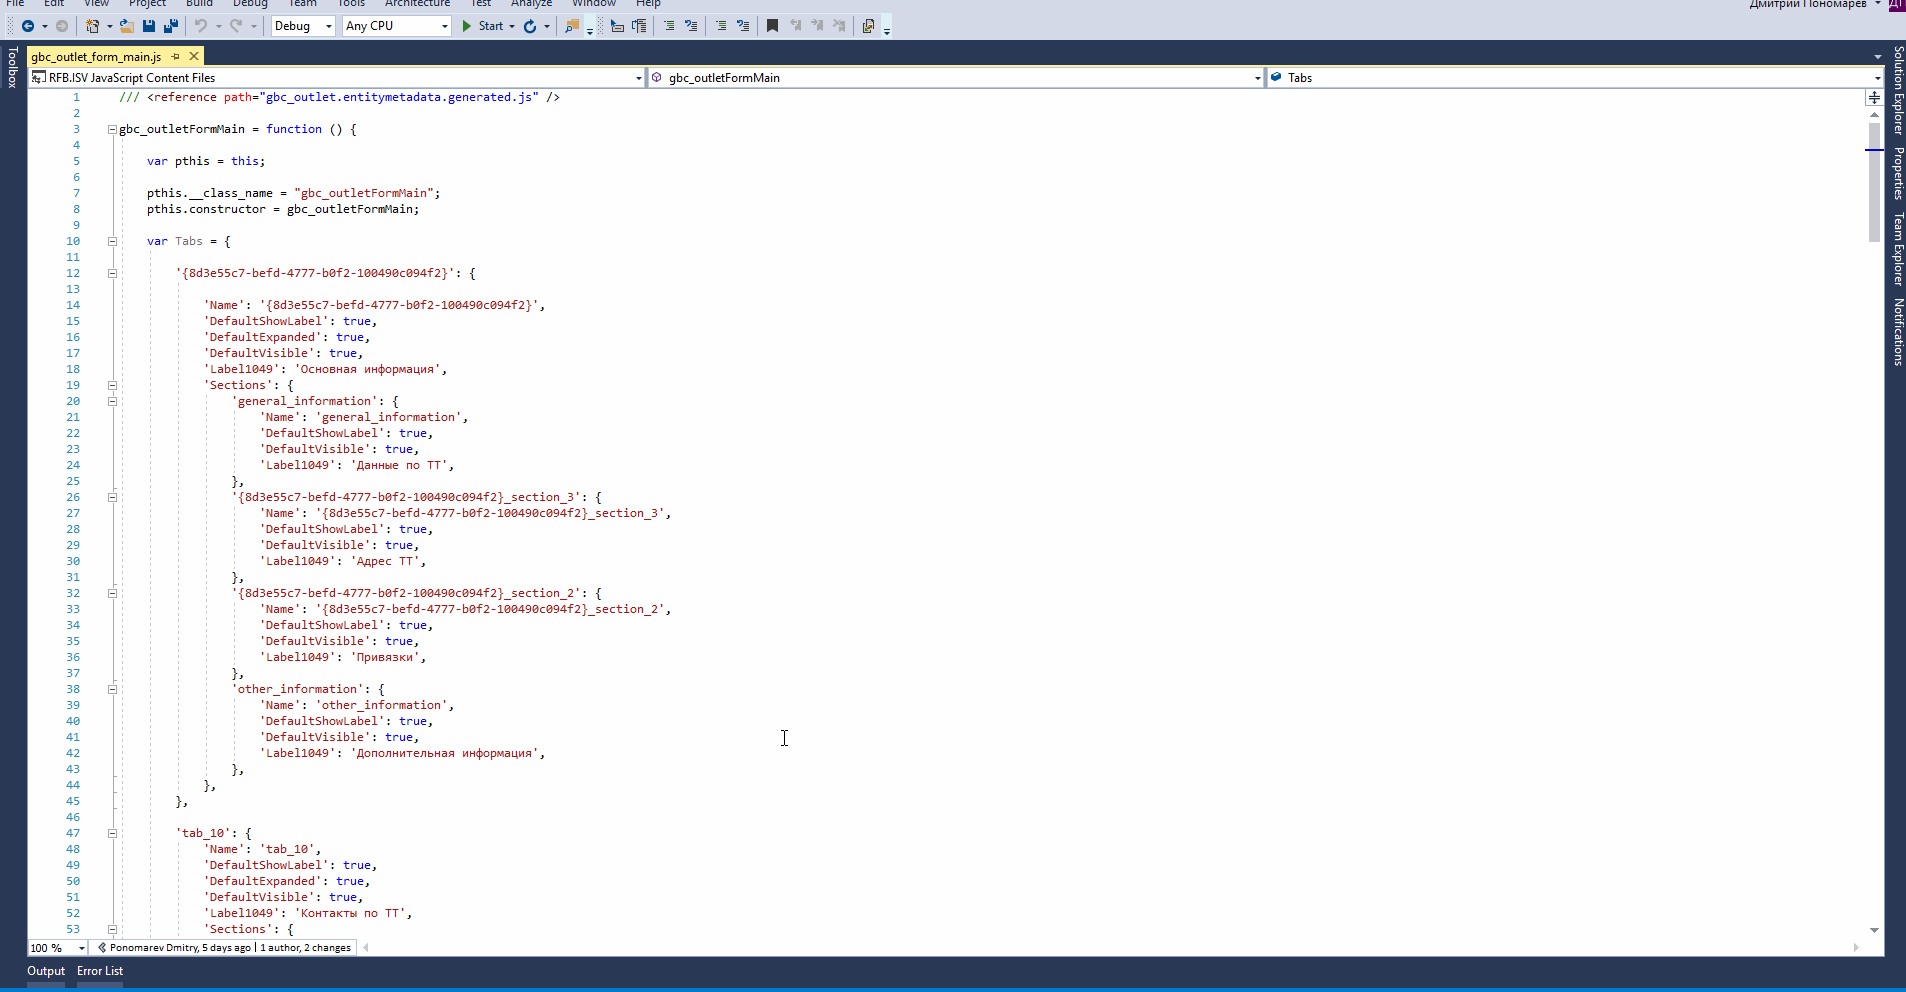 File Edit View Project Build Debug Team Tools Architecture Test Analyze Window Help Дмитрий Пономарев ДП
Debug Any CPU Start
Toolbox
gbc_outlet_form_main.js
RFB.ISV JavaScript Content Files gbc_outletFormMain Tabs
1 /// <reference path="gbc_outlet.entitymetadata.generated.js" />
2
3 gbc_outletFormMain = function () {
4
5 var pthis = this;
6
7 pthis.__class_name = "gbc_outletFormMain";
8 pthis.constructor = gbc_outletFormMain;
9
10 var Tabs = {
11
12 '{8d3e55c7-befd-4777-b0f2-100490c094f2}': {
13
14 'Name': '{8d3e55c7-befd-4777-b0f2-100490c094f2}',
15 'DefaultShowLabel': true,
16 'DefaultExpanded': true,
17 'DefaultVisible': true,
18 'Label1049': 'Основная информация',
19 'Sections': {
20 'general_information': {
21 'Name': 'general_information',
22 'DefaultShowLabel': true,
23 'DefaultVisible': true,
24 'Label1049': 'Данные по ТТ',
25 },
26 '{8d3e55c7-befd-4777-b0f2-100490c094f2}_section_3': {
27 'Name': '{8d3e55c7-befd-4777-b0f2-100490c094f2}_section_3',
28 'DefaultShowLabel': true,
29 'DefaultVisible': true,
30 'Label1049': 'Адрес ТТ',
31 },
32 '{8d3e55c7-befd-4777-b0f2-100490c094f2}_section_2': {
33 'Name': '{8d3e55c7-befd-4777-b0f2-100490c094f2}_section_2',
34 'DefaultShowLabel': true,
35 'DefaultVisible': true,
36 'Label1049': 'Привязки',
37 },
38 'other_information': {
39 'Name': 'other_information',
40 'DefaultShowLabel': true,
41 'DefaultVisible': true,
42 'Label1049': 'Дополнительная информация',
43 },
44 },
45 },
46
47 'tab_10': {
48 'Name': 'tab_10',
49 'DefaultShowLabel': true,
50 'DefaultExpanded': true,
51 'DefaultVisible': true,
52 'Label1049': 'Контакты по ТТ',
53 'Sections': {
100 % Ponomarev Dmitry, 5 days ago | 1 author, 2 changes
Output Error List
Solution Explorer
Properties
Team Explorer
Notifications